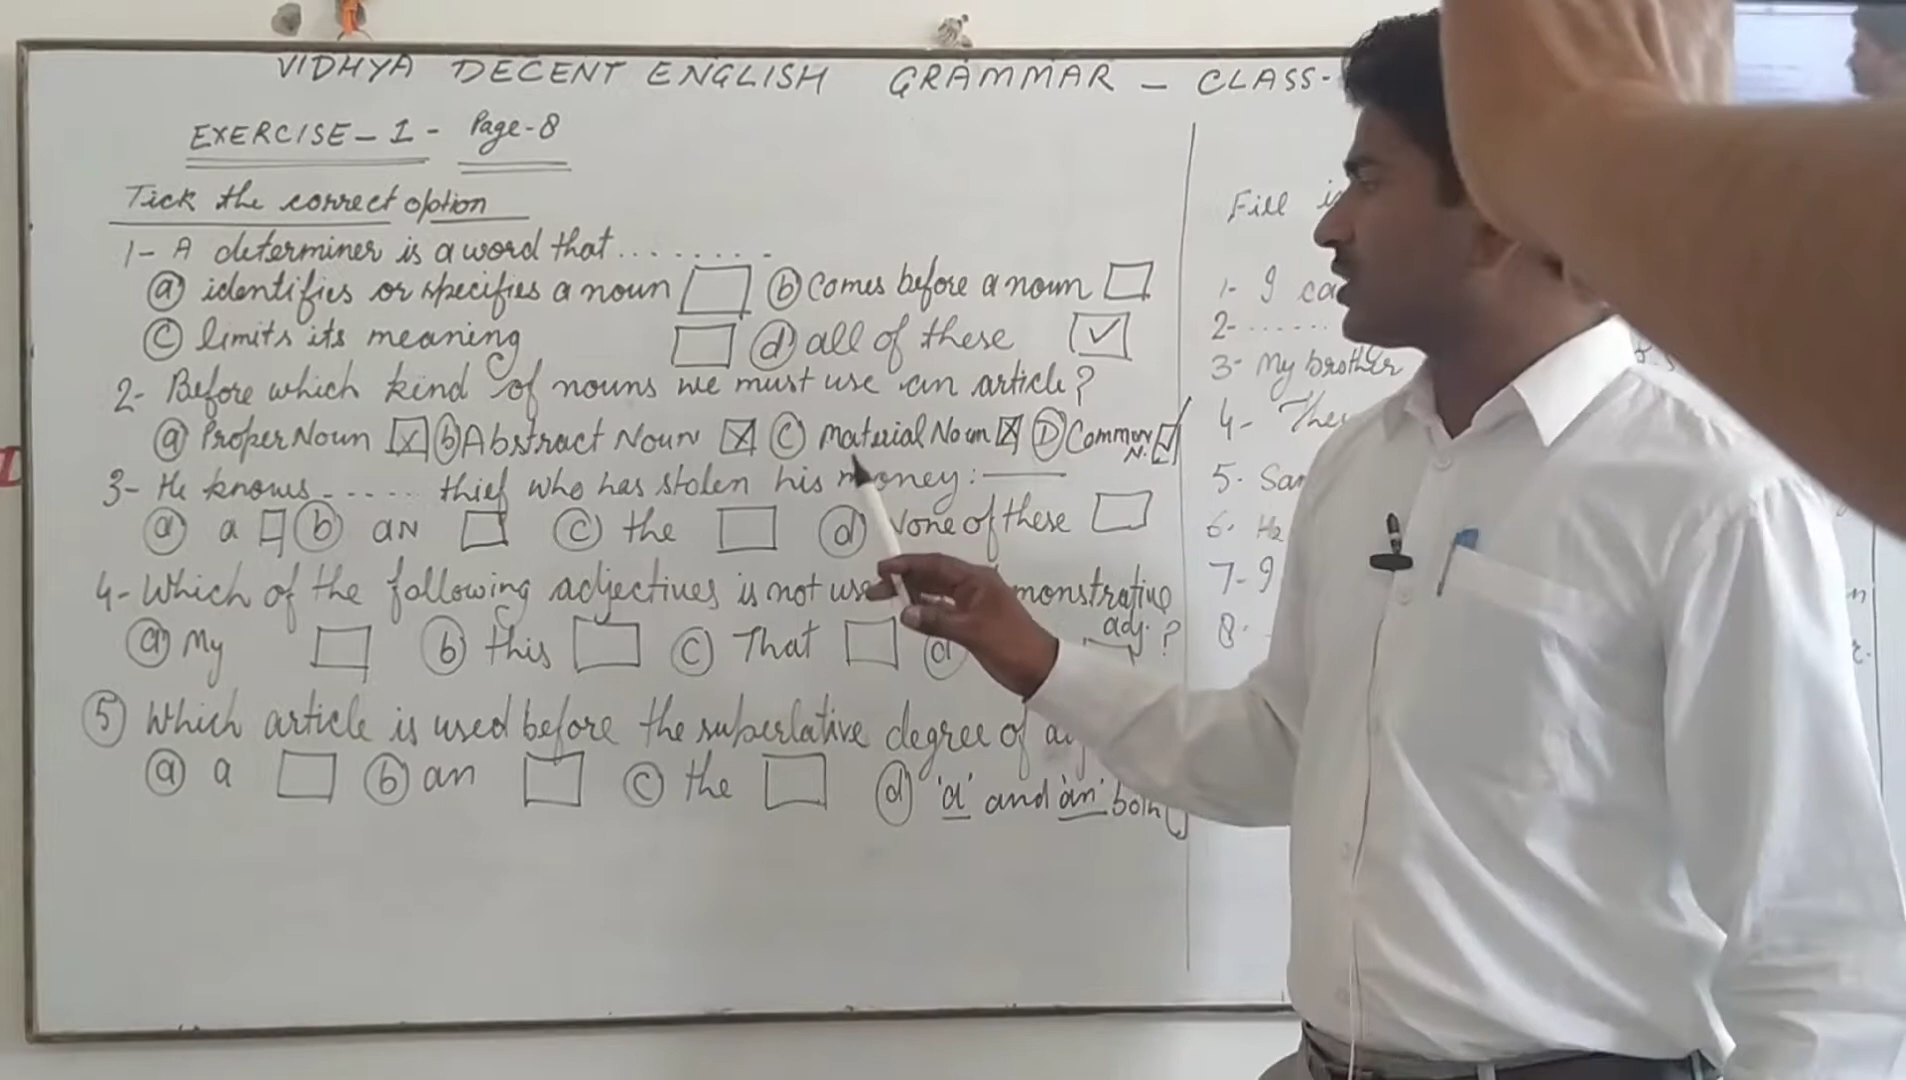 VIDHYA DECENT ENGLISH GRAMMAR - CLASS-
EXERCISE-1- Page-8
Tick the correct option
1- A determiner is a word that ........
(a) identifies or specifies a noun (b) Comes before a noun
(c) limits its meaning (d) all of these ✓
2- Before which kind of nouns we must use an article?
(a) Proper Noun X (b) Abstract Noun X (c) Material Noun X (D) Common N. ✓
3- He knows ..... thief who has stolen his money:
(a) a (b) aN (c) the (d) None of these
4- Which of the following adjectives is not monstrative adj. ?
(a) My (b) this (c) That (d)
(5) Which article is used before the superlative degree of
(a) a (b) an (c) the (d) 'a' and 'an' both
Fill
1- I
2- ......
3- My brother
4-
5-
6-
7- I
8-